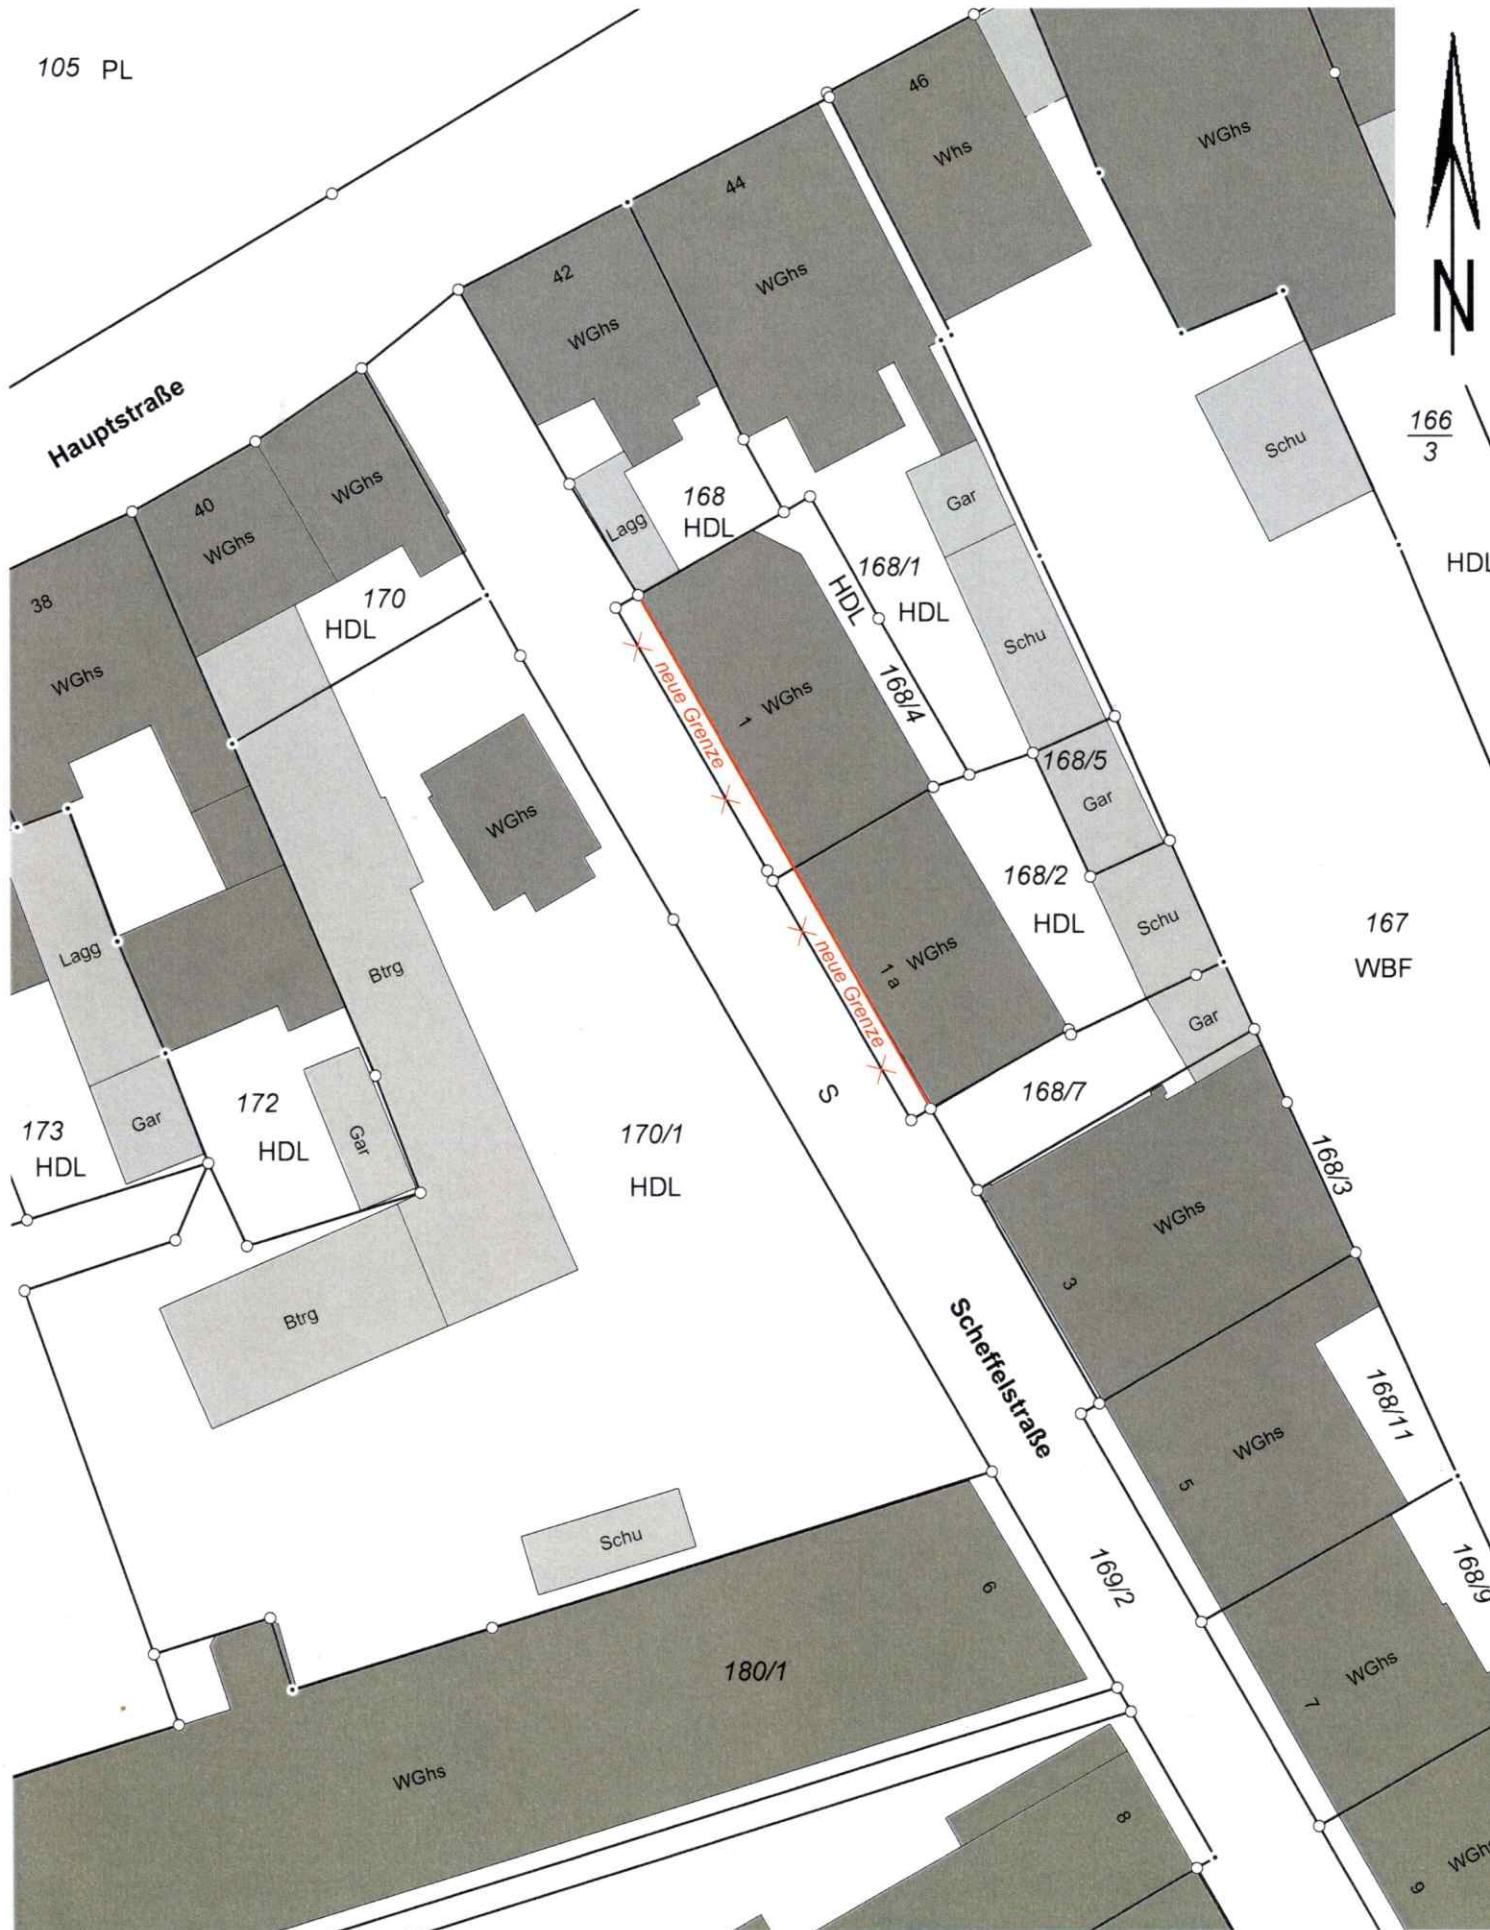 105 PL
46
Whs
WGhs
44
WGhs
42
WGhs
N
Hauptstraße
166
3
Schu
40
WGhs
WGhs
168
HDL
Lagg
Gar
168/1
HDL
HDL
HDL
38
WGhs
170
HDL
Schu
neue Grenze
1
WGhs
168/4
168/5
Gar
WGhs
168/2
HDL
Schu
167
WBF
Lagg
Btrg
neue Grenze
1 a
WGhs
Gar
S
168/7
173
HDL
Gar
172
HDL
Gar
170/1
HDL
168/3
WGhs
3
Btrg
Scheffelstraße
168/11
WGhs
5
Schu
169/2
6
168/9
180/1
WGhs
7
WGhs
8
WGhs
9